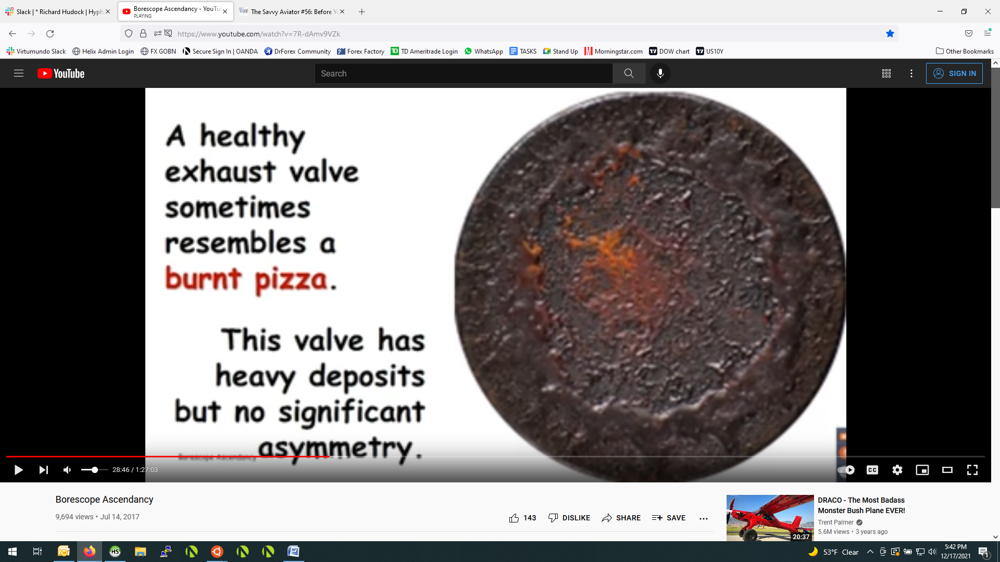 Slack | * Richard Hudock | Hyph
Borescope Ascendancy - YouTu
PLAYING
The Savvy Aviator #56: Before Yo
https://www.youtube.com/watch?v=7R-dAmv9VZk
Virtumundo Slack
Helix Admin Login
FX GOBN
Secure Sign In | OANDA
DrForex Community
Forex Factory
TD Ameritrade Login
WhatsApp
TASKS
Stand Up
Morningstar.com
DOW chart
US10Y
Other Bookmarks
YouTube
Search
SIGN IN
A healthy
exhaust valve
sometimes
resembles a
burnt pizza.
This valve has
heavy deposits
but no significant
asymmetry.
Borescope Ascendancy
28:46 / 1:27:03
CC
Borescope Ascendancy
9,694 views • Jul 14, 2017
143
DISLIKE
SHARE
SAVE
DRACO - The Most Badass
Monster Bush Plane EVER!
Trent Palmer
5.6M views • 3 years ago
20:37
HS
53°F Clear
5:42 PM
12/17/2021
1